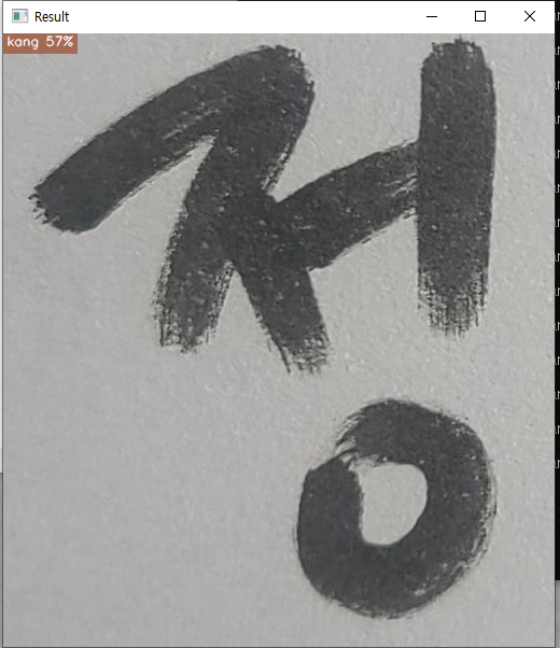 Result
kang 57%
정